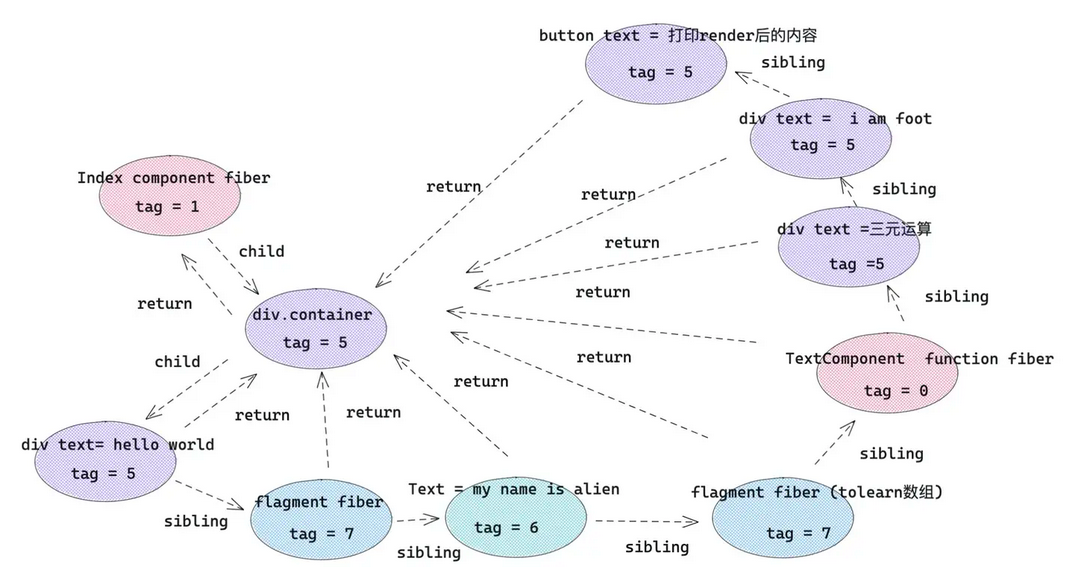 button text = 打印render后的内容
tag = 5
sibling
div text =  i am foot
tag = 5
sibling
div text =三元运算
tag =5
sibling
TextComponent  function fiber
tag = 0
sibling
flagment fiber (tolearn数组)
tag = 7
sibling
Text = my name is alien
tag = 6
sibling
flagment fiber
tag = 7
sibling
div text= hello world
tag = 5
child
return
div.container
tag = 5
child
return
Index component fiber
tag = 1
return
return
return
return
return
return
return